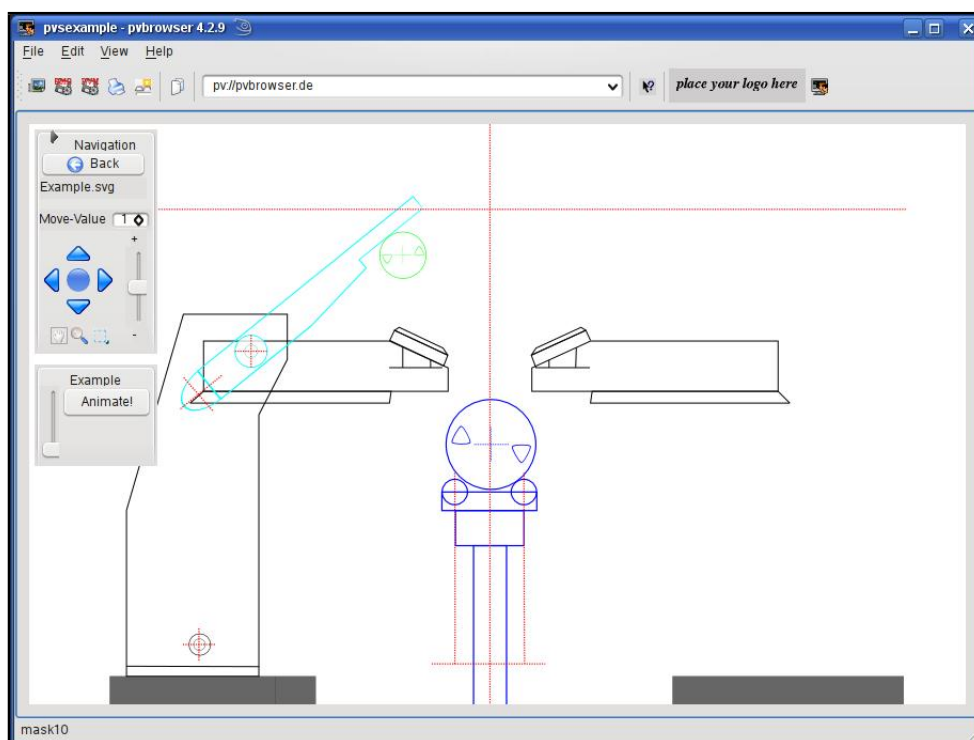 pvsexample - pvbrowser 4.2.9
File Edit View Help
pv://pvbrowser.de
place your logo here
Navigation
Back
Example.svg
Move-Value 1
+
-
Example
Animate!
mask10